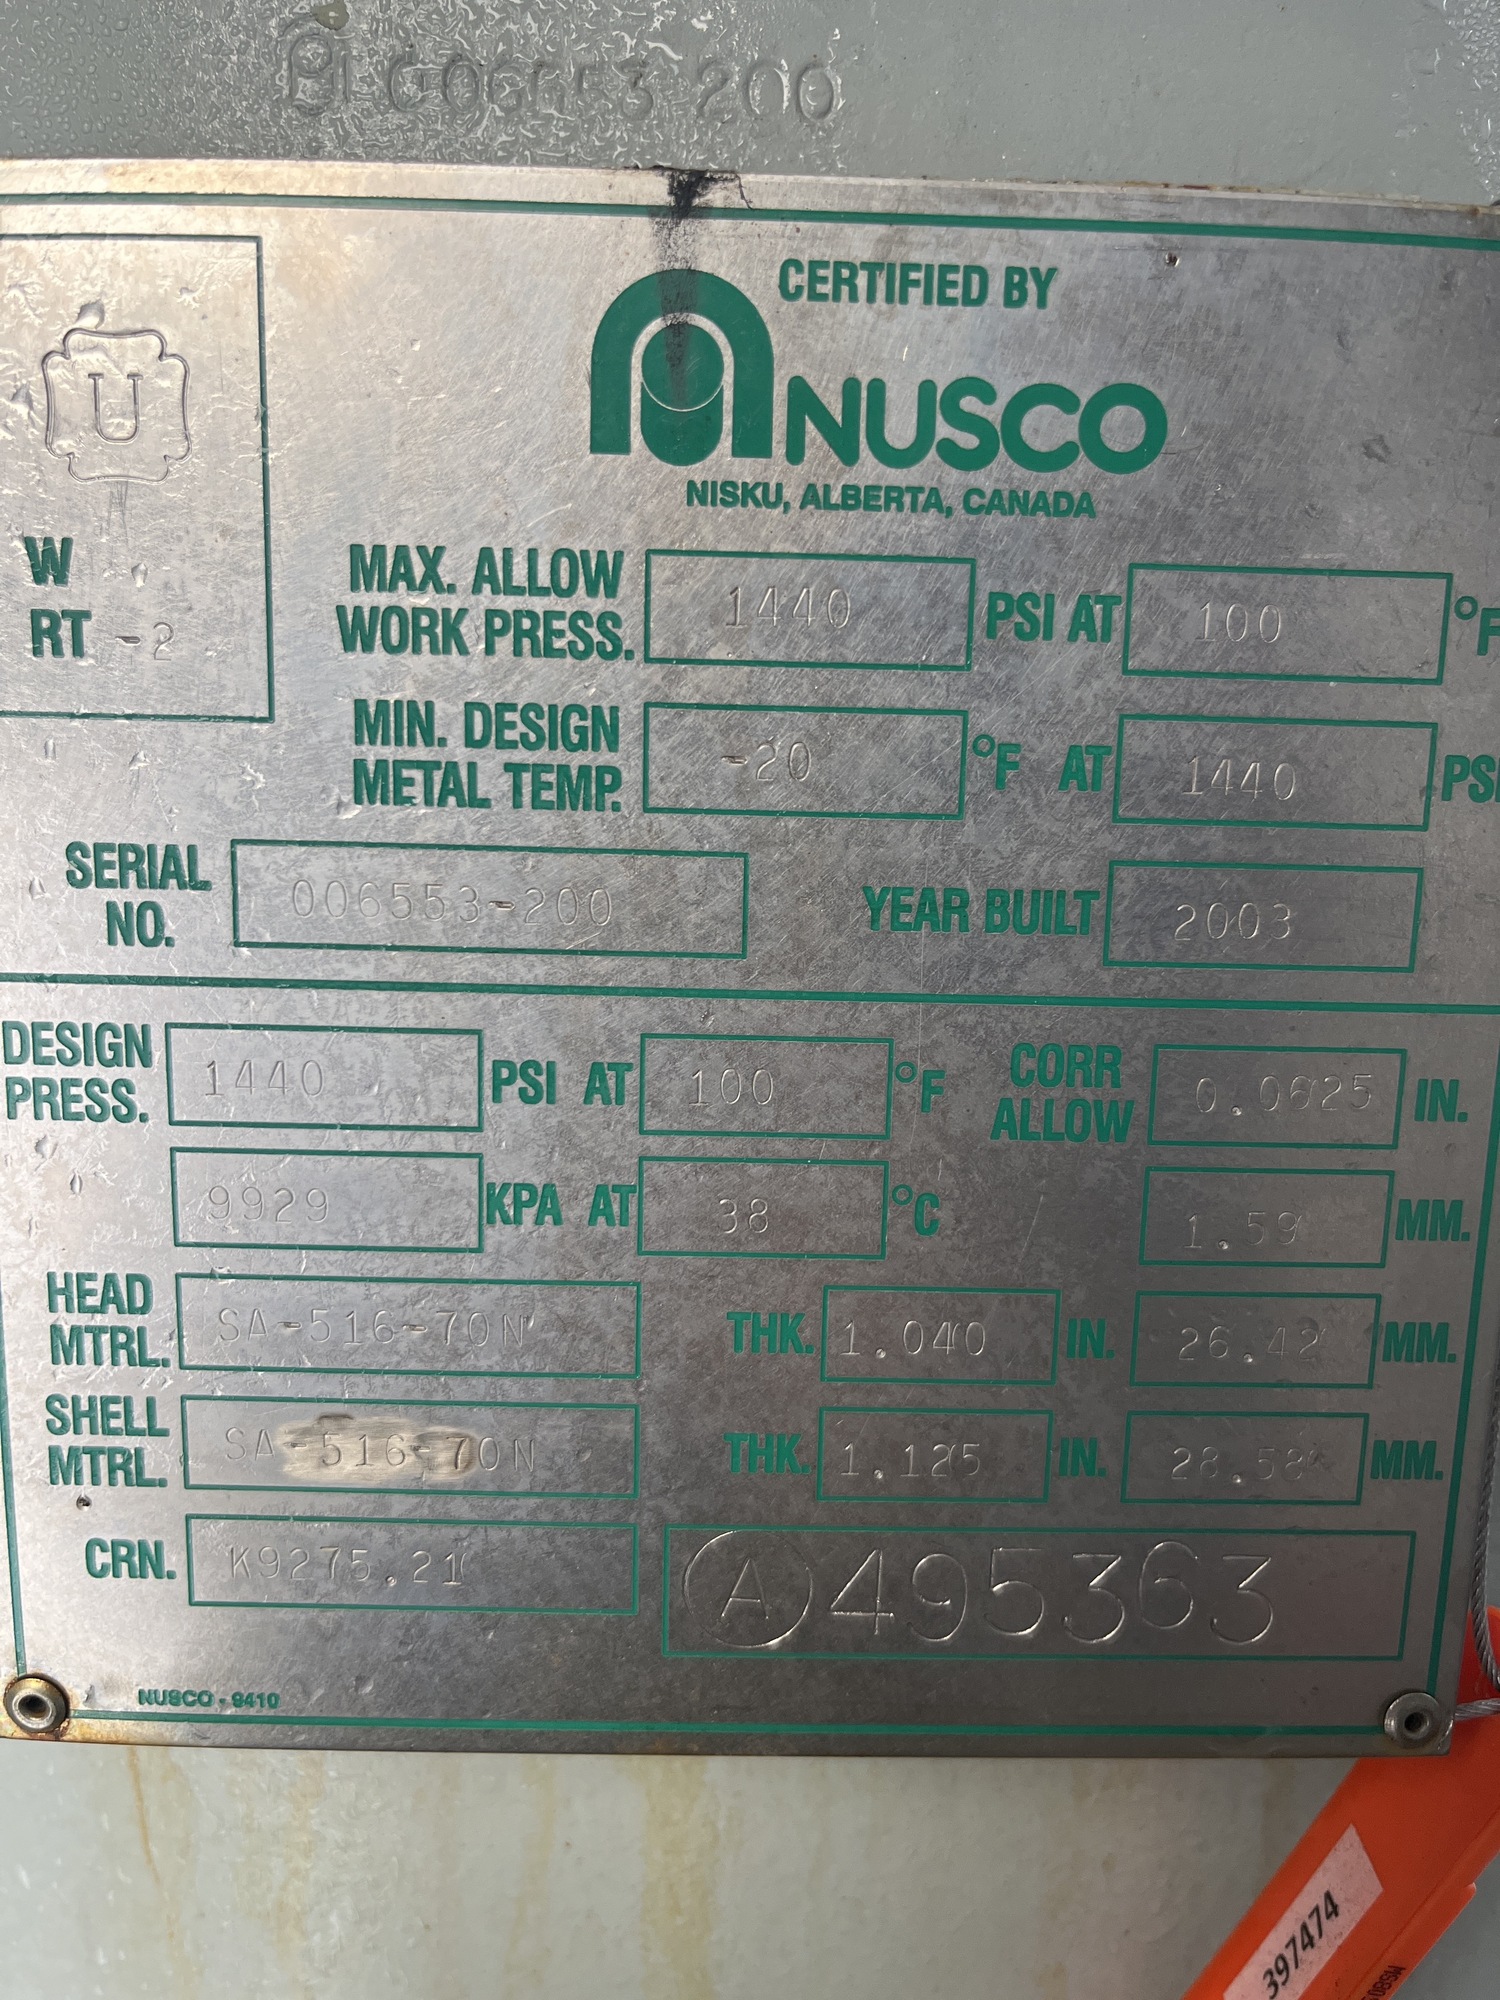 200
CERTIFIED BY
NUSCO
NISKU, ALBERTA, CANADA
U
W
RT -2
MAX. ALLOW WORK PRESS. 1440 PSI AT 100 °F
MIN. DESIGN METAL TEMP. -20 °F AT 1440 PSI
SERIAL NO. 006553-200 YEAR BUILT 2003
DESIGN PRESS. 1440 PSI AT 100 °F CORR ALLOW 0.0625 IN.
9929 KPA AT 38 °C 1.59 MM.
HEAD MTRL. SA-516-70N THK. 1.040 IN. 26.42 MM.
SHELL MTRL. SA-516-70N THK. 1.125 IN. 28.58 MM.
CRN. K9275.21 A 495363
NUSCO - 9410
397474